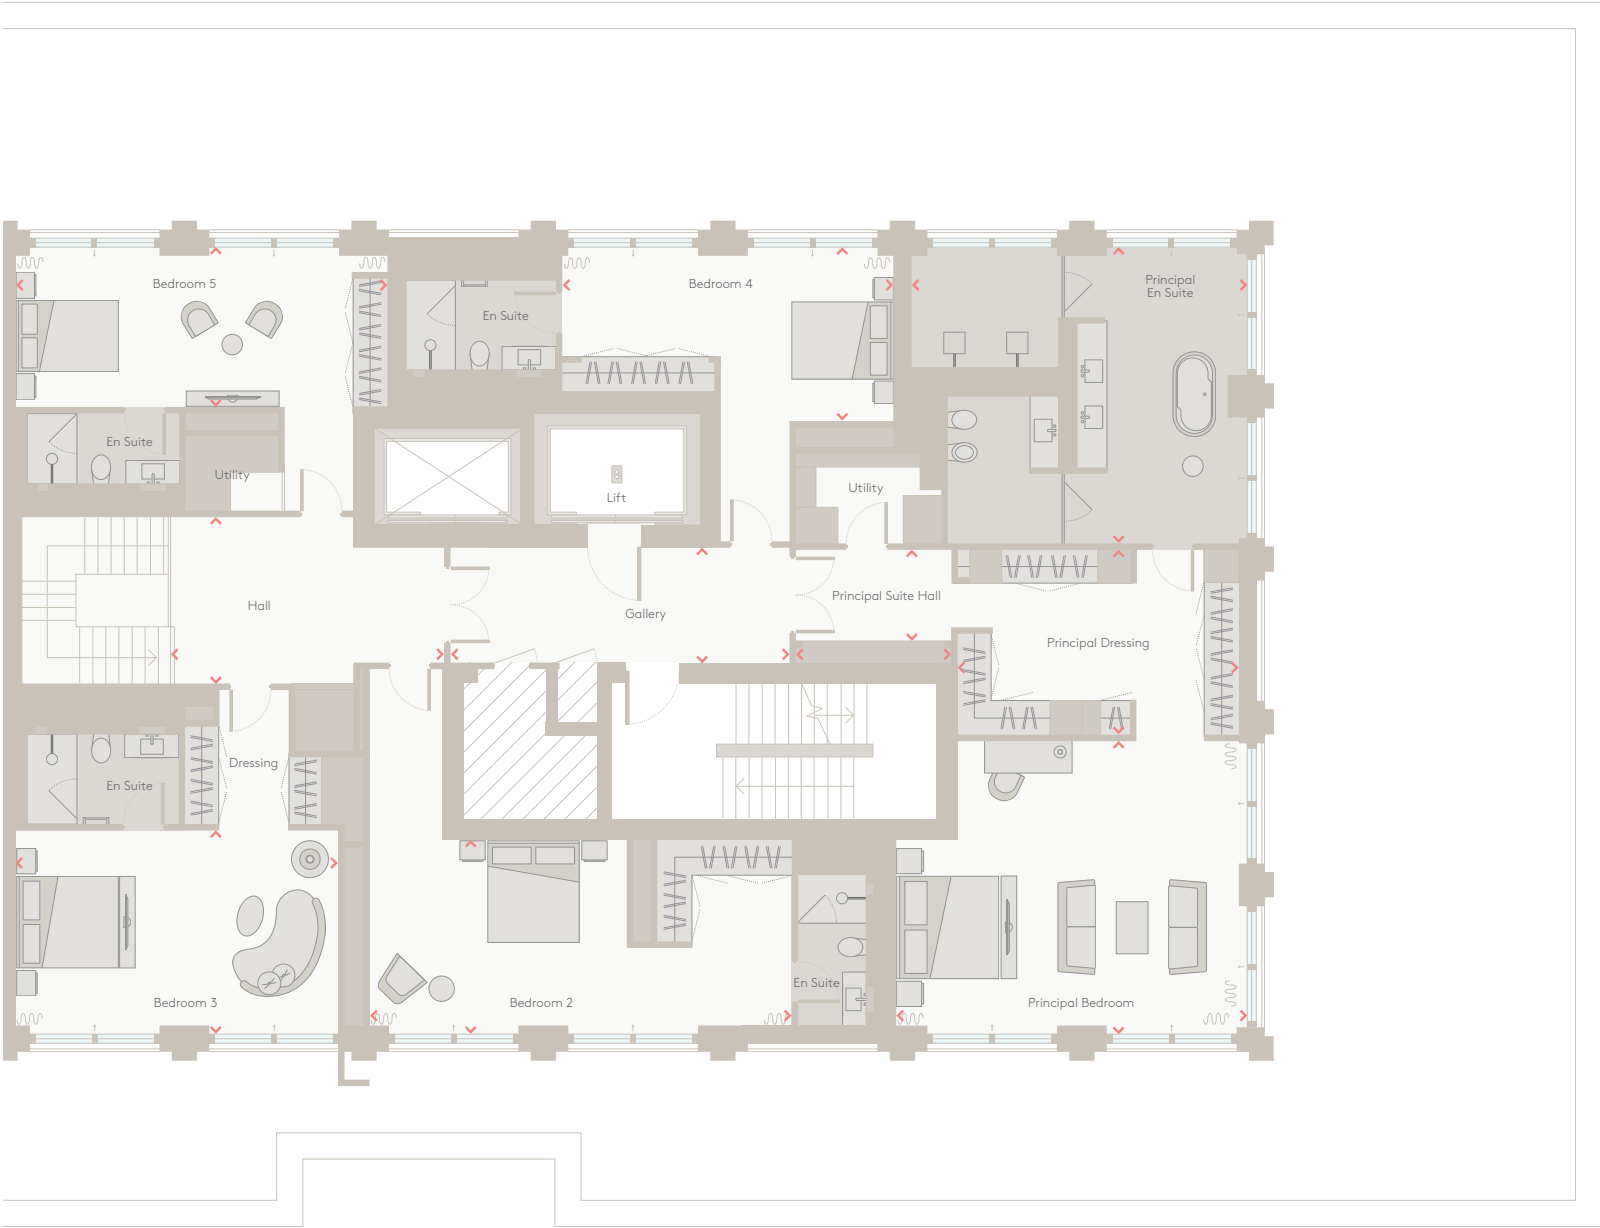 Bedroom 5
Bedroom 4
Principal
En Suite
En Suite
En Suite
Utility
Lift
Utility
Hall
Gallery
Principal Suite Hall
Principal Dressing
Dressing
En Suite
En Suite
Bedroom 3
Bedroom 2
Principal Bedroom